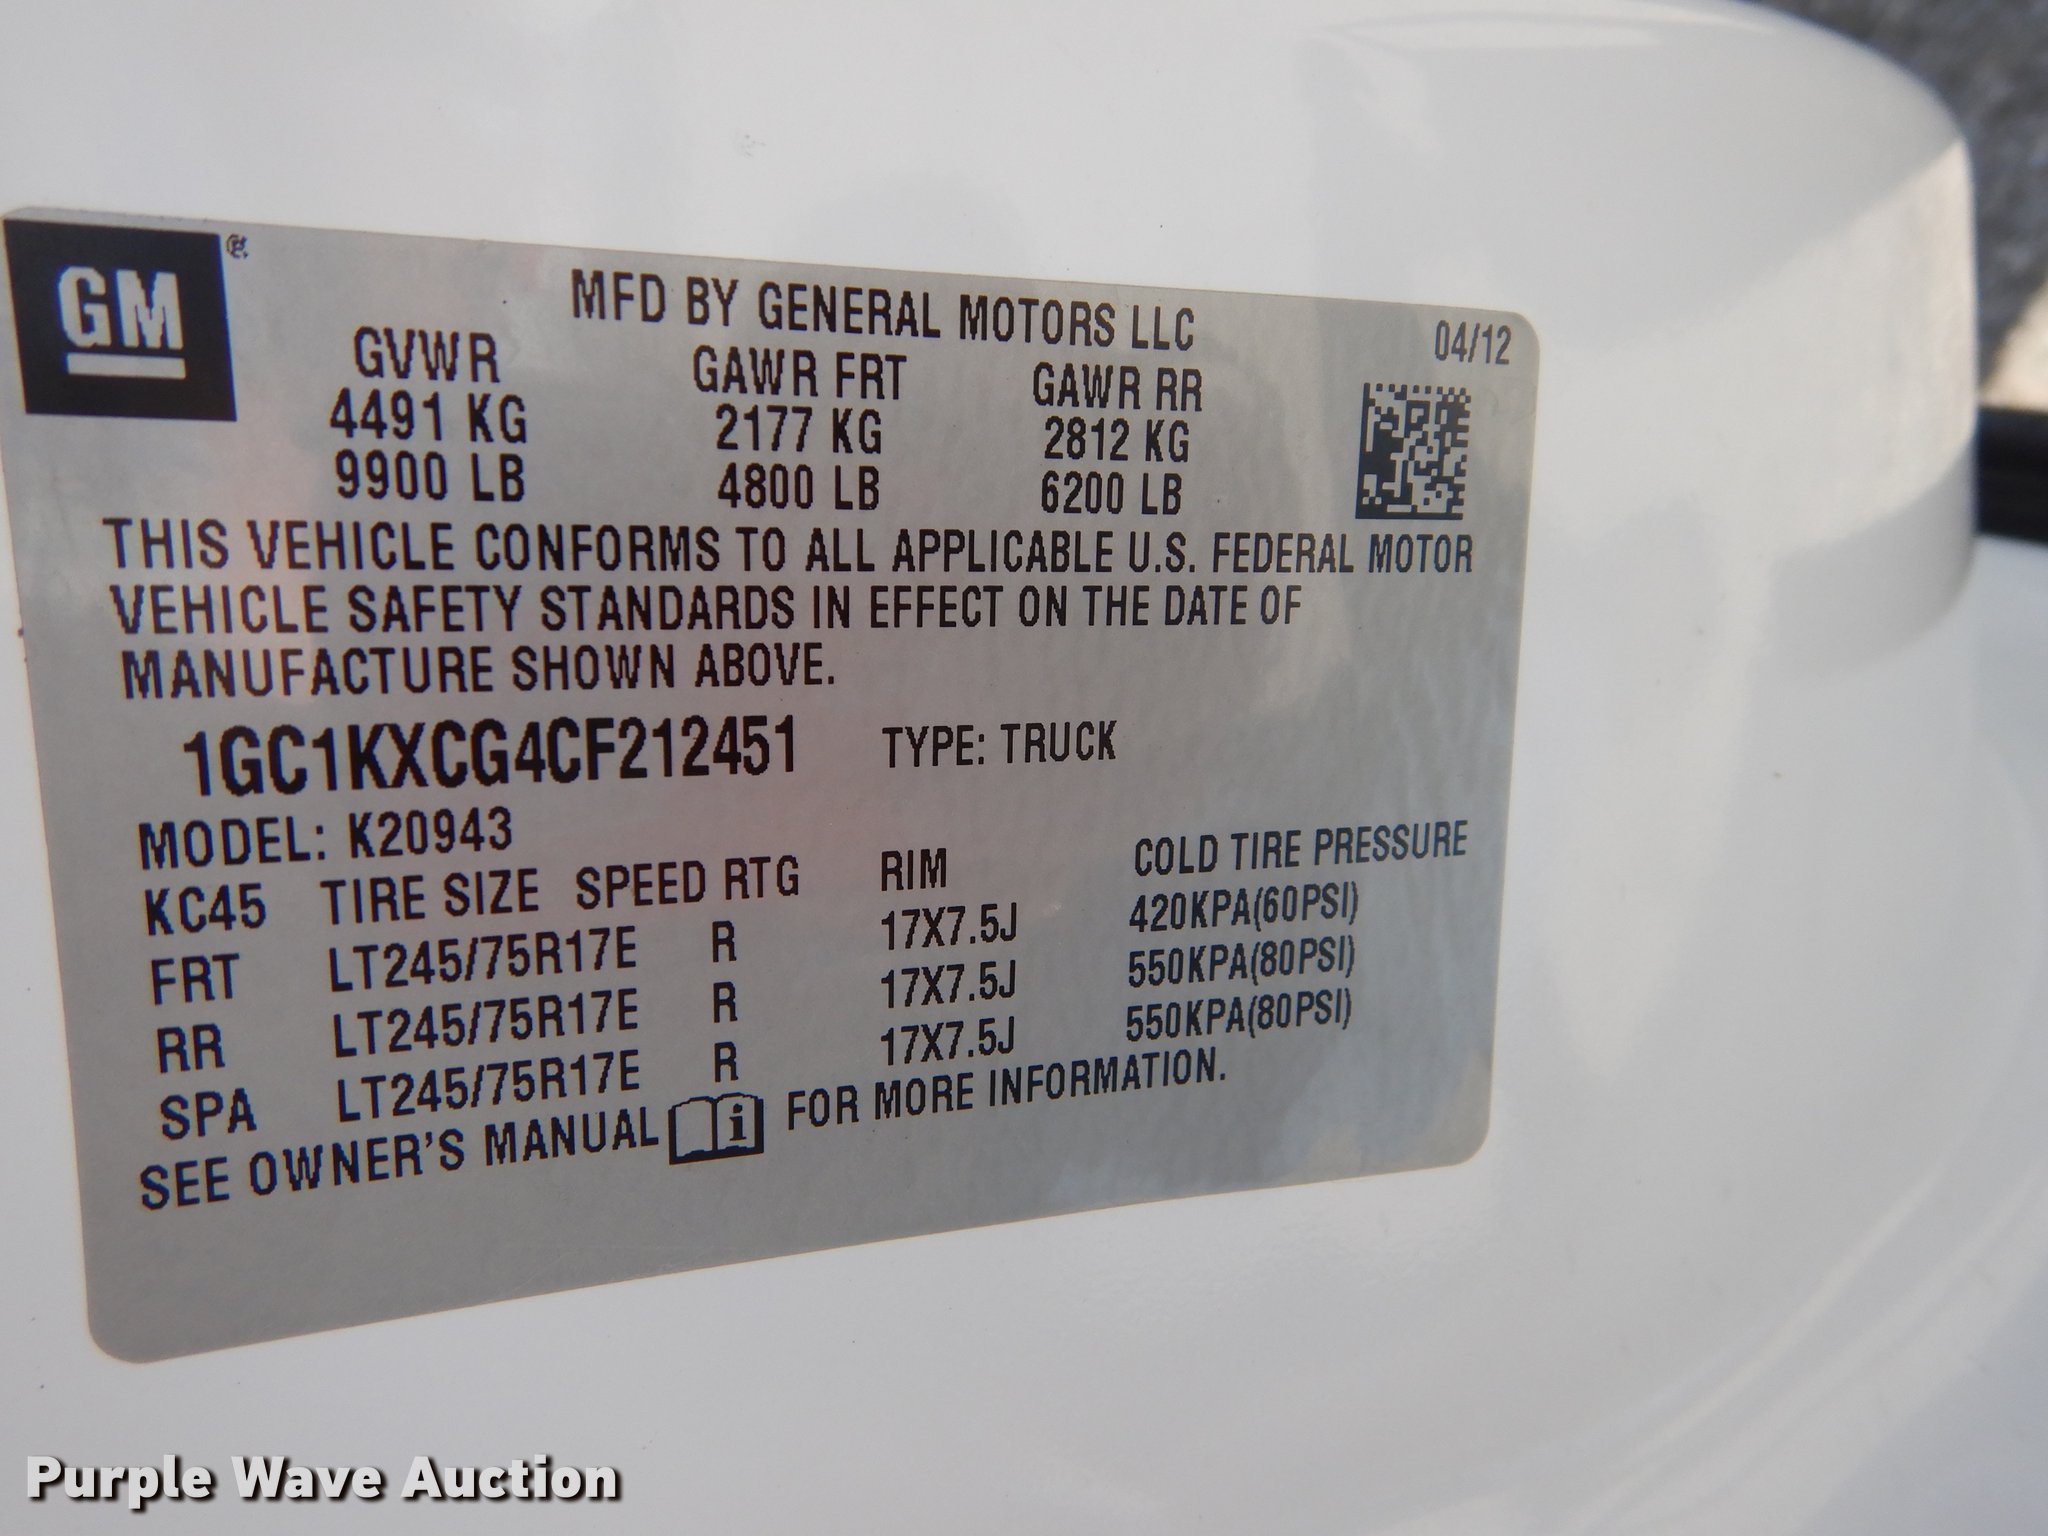 GM®
MFD BY GENERAL MOTORS LLC 04/12
GVWR GAWR FRT GAWR RR
4491 KG 2177 KG 2812 KG
9900 LB 4800 LB 6200 LB
THIS VEHICLE CONFORMS TO ALL APPLICABLE U.S. FEDERAL MOTOR
VEHICLE SAFETY STANDARDS IN EFFECT ON THE DATE OF
MANUFACTURE SHOWN ABOVE.
1GC1KXCG4CF212451 TYPE: TRUCK
MODEL: K20943
KC45 TIRE SIZE SPEED RTG RIM COLD TIRE PRESSURE
FRT LT245/75R17E R 17X7.5J 420KPA(60PSI)
RR LT245/75R17E R 17X7.5J 550KPA(80PSI)
SPA LT245/75R17E R 17X7.5J 550KPA(80PSI)
SEE OWNER'S MANUAL i FOR MORE INFORMATION.
Purple Wave Auction